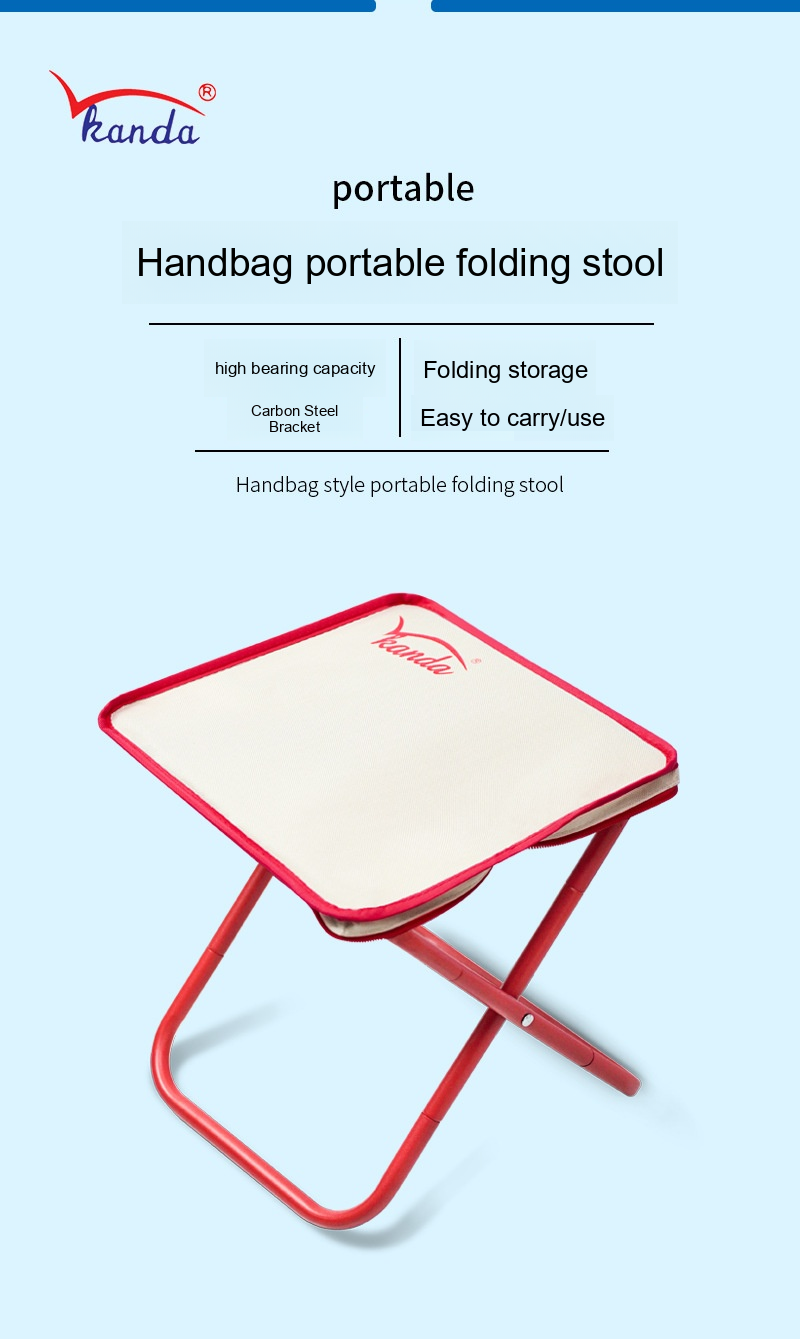 kanda ®
portable
Handbag portable folding stool
high bearing capacity
Folding storage
Carbon Steel
Bracket
Easy to carry/use
Handbag style portable folding stool
kanda ®